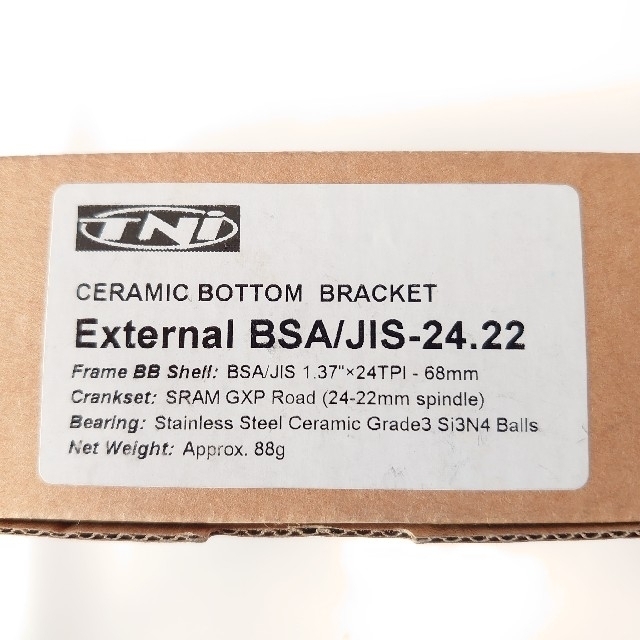 TNi
CERAMIC BOTTOM BRACKET
External BSA/JIS-24.22
Frame BB Shell: BSA/JIS 1.37"×24TPI - 68mm
Crankset: SRAM GXP Road (24-22mm spindle)
Bearing: Stainless Steel Ceramic Grade3 Si3N4 Balls
Net Weight: Approx. 88g